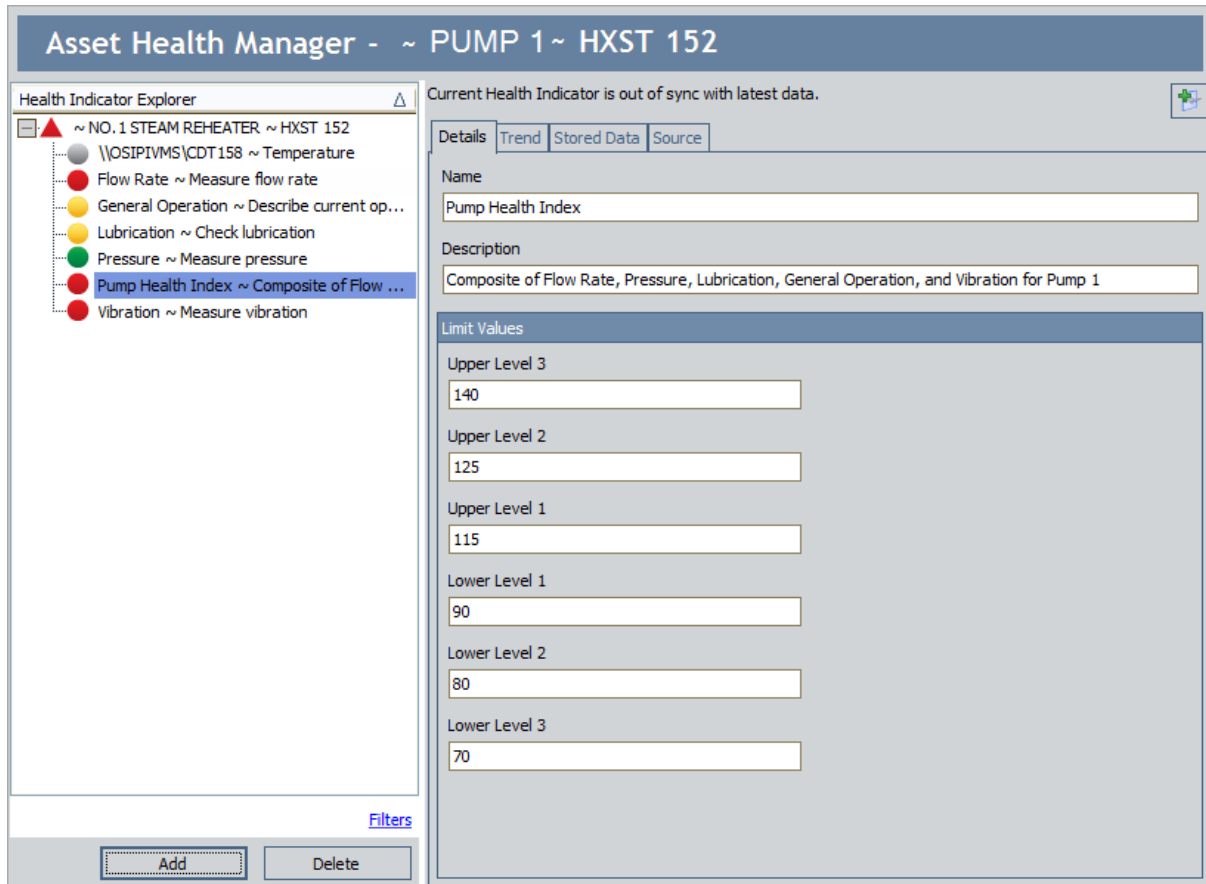 Asset Health Manager - ~ PUMP 1~ HXST 152
Health Indicator Explorer
~ NO. 1 STEAM REHEATER ~ HXST 152
\\OSIPIVMS\CDT158 ~ Temperature
Flow Rate ~ Measure flow rate
General Operation ~ Describe current op...
Lubrication ~ Check lubrication
Pressure ~ Measure pressure
Pump Health Index ~ Composite of Flow ...
Vibration ~ Measure vibration
Filters
Add Delete
Current Health Indicator is out of sync with latest data.
Details Trend Stored Data Source
Name
Pump Health Index
Description
Composite of Flow Rate, Pressure, Lubrication, General Operation, and Vibration for Pump 1
Limit Values
Upper Level 3
140
Upper Level 2
125
Upper Level 1
115
Lower Level 1
90
Lower Level 2
80
Lower Level 3
70